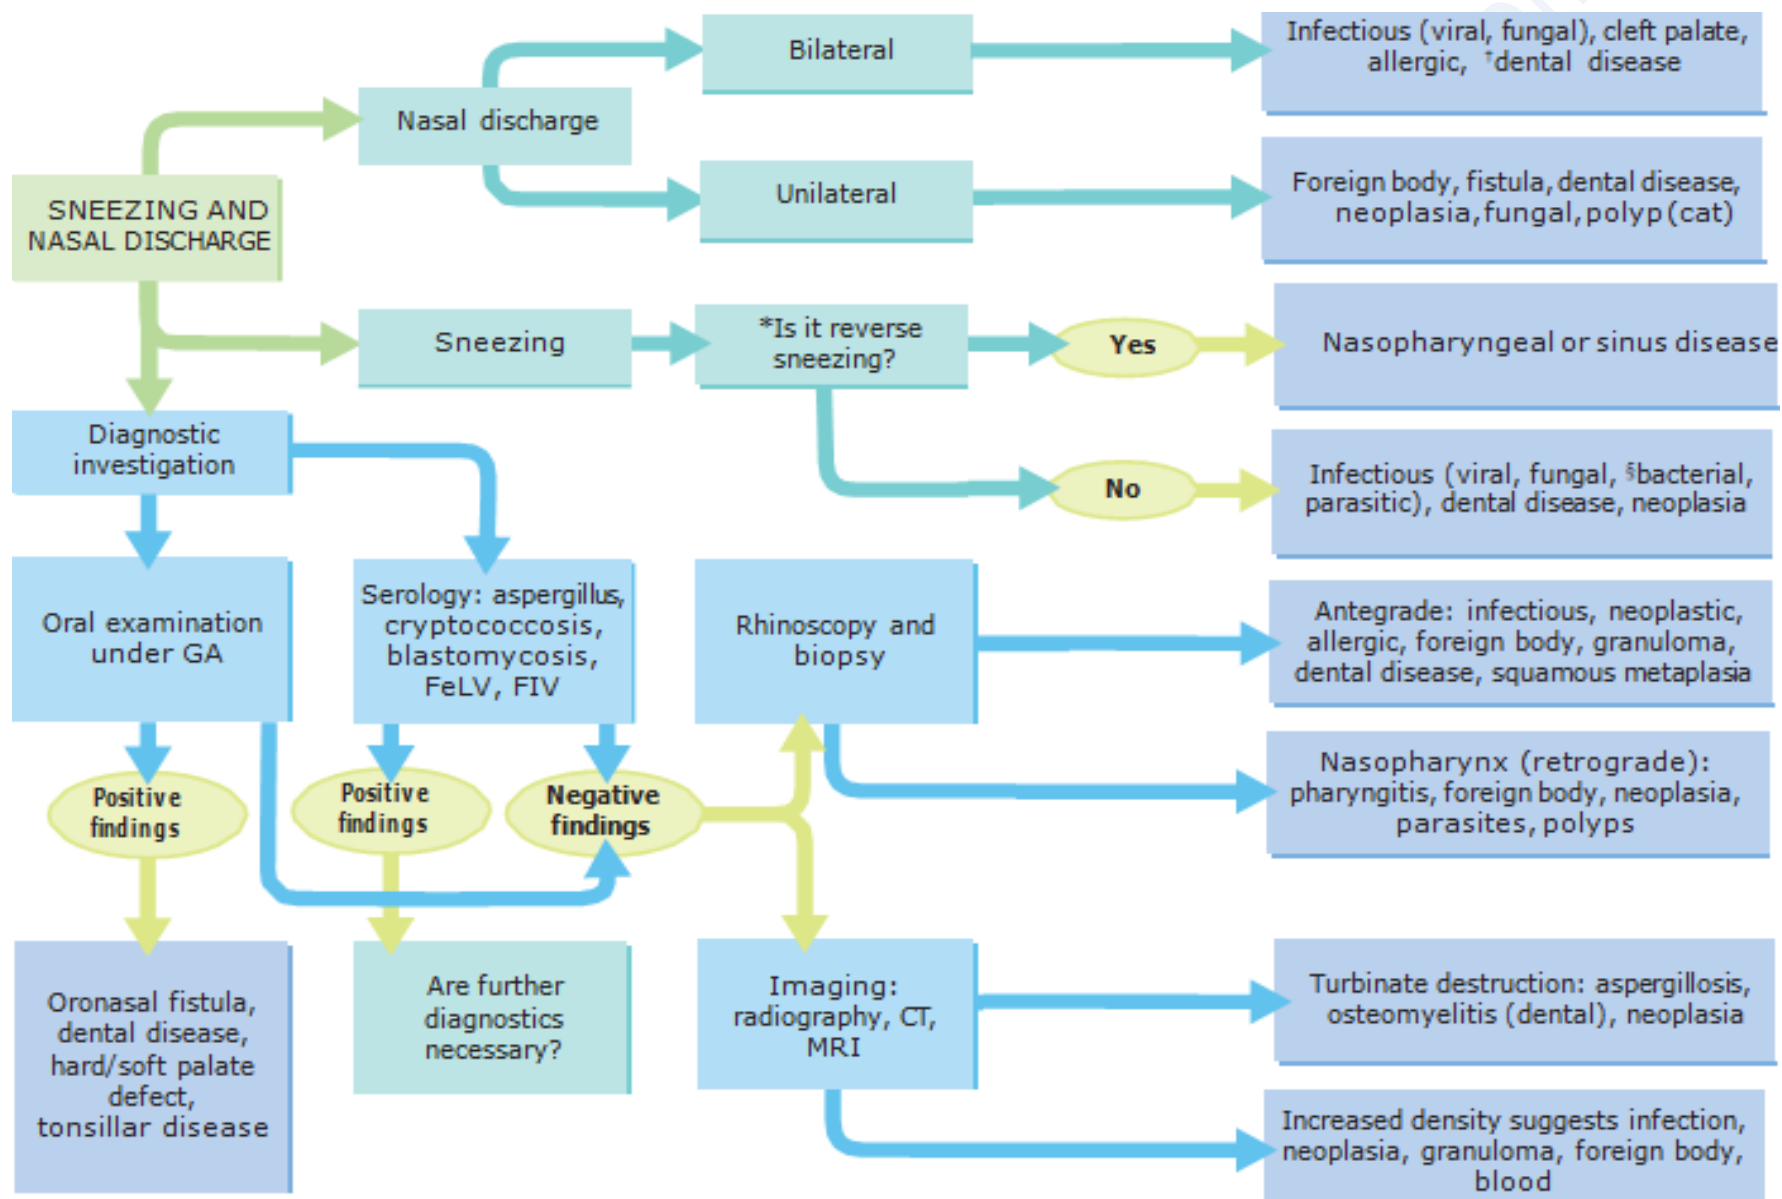 Infectious (viral, fungal), cleft palate,
allergic, †dental disease
Bilateral
Nasal discharge
Unilateral
Foreign body, fistula, dental disease,
neoplasia, fungal, polyp (cat)
SNEEZING AND
NASAL DISCHARGE
Sneezing
*Is it reverse
sneezing?
Yes
Nasopharyngeal or sinus disease
No
Infectious (viral, fungal, §bacterial,
parasitic), dental disease, neoplasia
Diagnostic
investigation
Oral examination
under GA
Serology: aspergillus,
cryptococcosis,
blastomycosis,
FeLV, FIV
Rhinoscopy and
biopsy
Antegrade: infectious, neoplastic,
allergic, foreign body, granuloma,
dental disease, squamous metaplasia
Nasopharynx (retrograde):
pharyngitis, foreign body, neoplasia,
parasites, polyps
Positive
findings
Positive
findings
Negative
findings
Oronasal fistula,
dental disease,
hard/soft palate
defect,
tonsillar disease
Are further
diagnostics
necessary?
Imaging:
radiography, CT,
MRI
Turbinate destruction: aspergillosis,
osteomyelitis (dental), neoplasia
Increased density suggests infection,
neoplasia, granuloma, foreign body,
blood